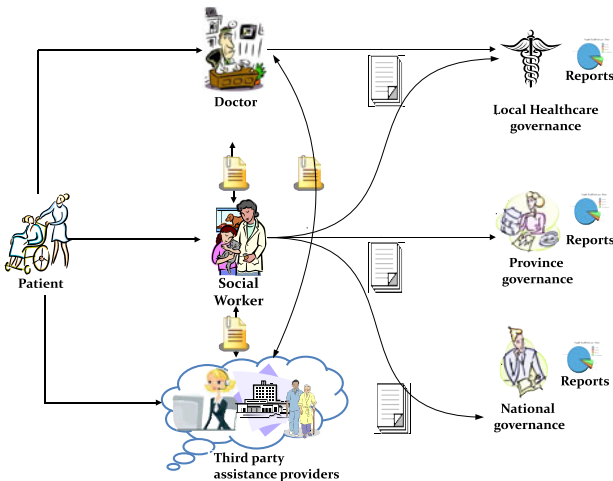 Doctor
Reports
Local Healthcare
governance
Patient
Social
Worker
Reports
Province
governance
Reports
National
governance
Third party
assistance providers